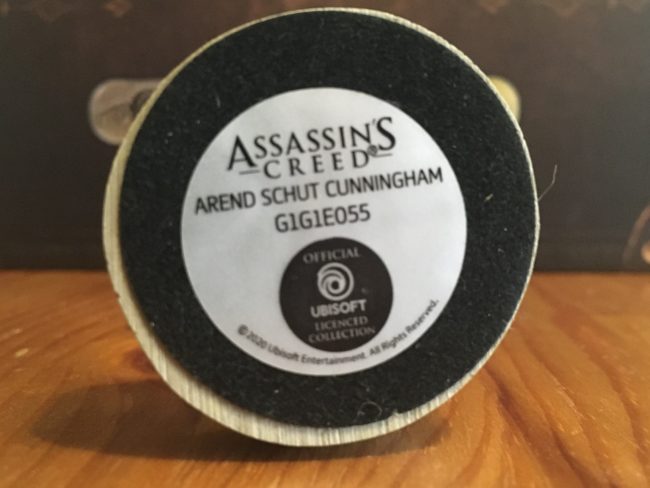 ASSASSIN'S
CREED®
AREND SCHUT CUNNINGHAM
G1G1E055
OFFICIAL
UBISOFT
LICENCED
COLLECTION
© 2020 Ubisoft Entertainment. All Rights Reserved.